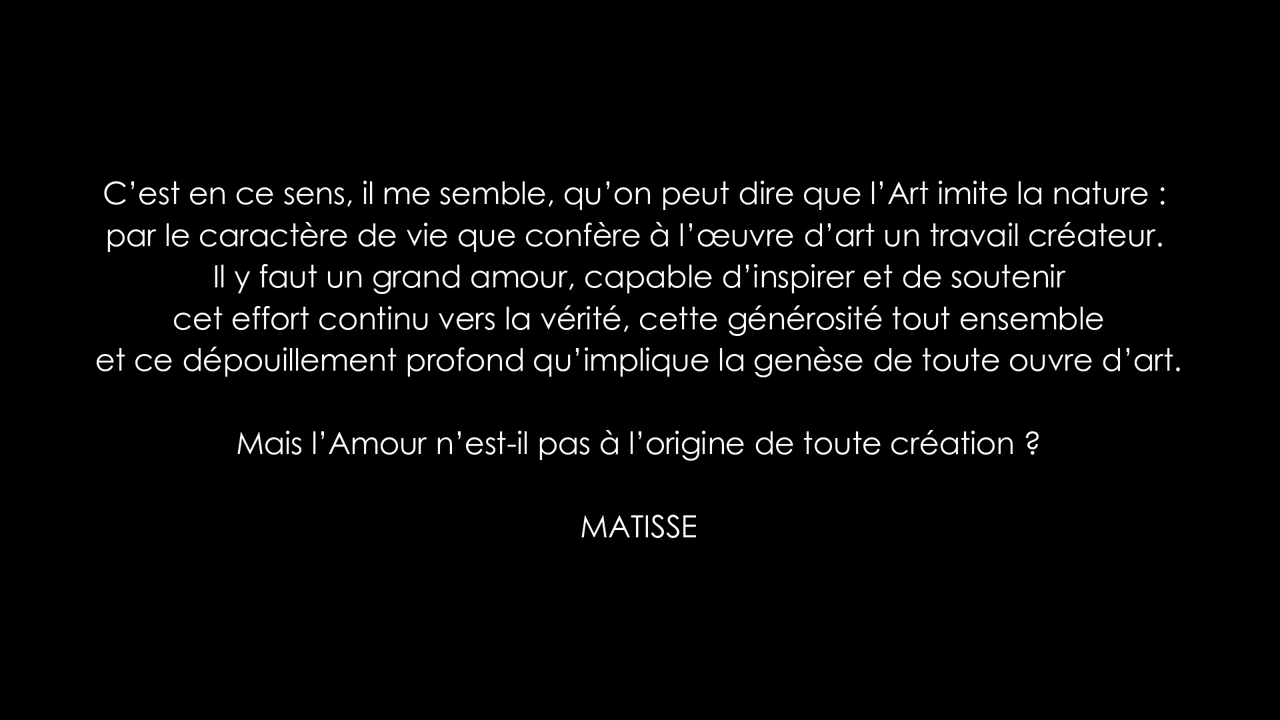 C’est en ce sens, il me semble, qu’on peut dire que l’Art imite la nature :
par le caractère de vie que confère à l’œuvre d’art un travail créateur.
Il y faut un grand amour, capable d’inspirer et de soutenir
cet effort continu vers la vérité, cette générosité tout ensemble
et ce dépouillement profond qu’implique la genèse de toute ouvre d’art.
Mais l’Amour n’est-il pas à l’origine de toute création ?
MATISSE